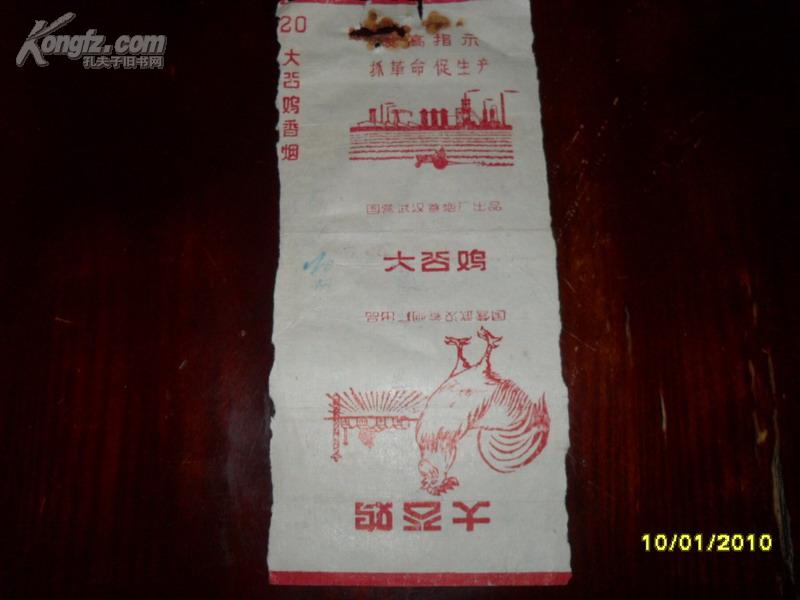 Kongfz.com
孔夫子旧书网
20
大公鸡香烟
最高指示
抓革命促生产
国营武汉卷烟厂出品
大公鸡
国营武汉卷烟厂出品
大公鸡
10/01/2010